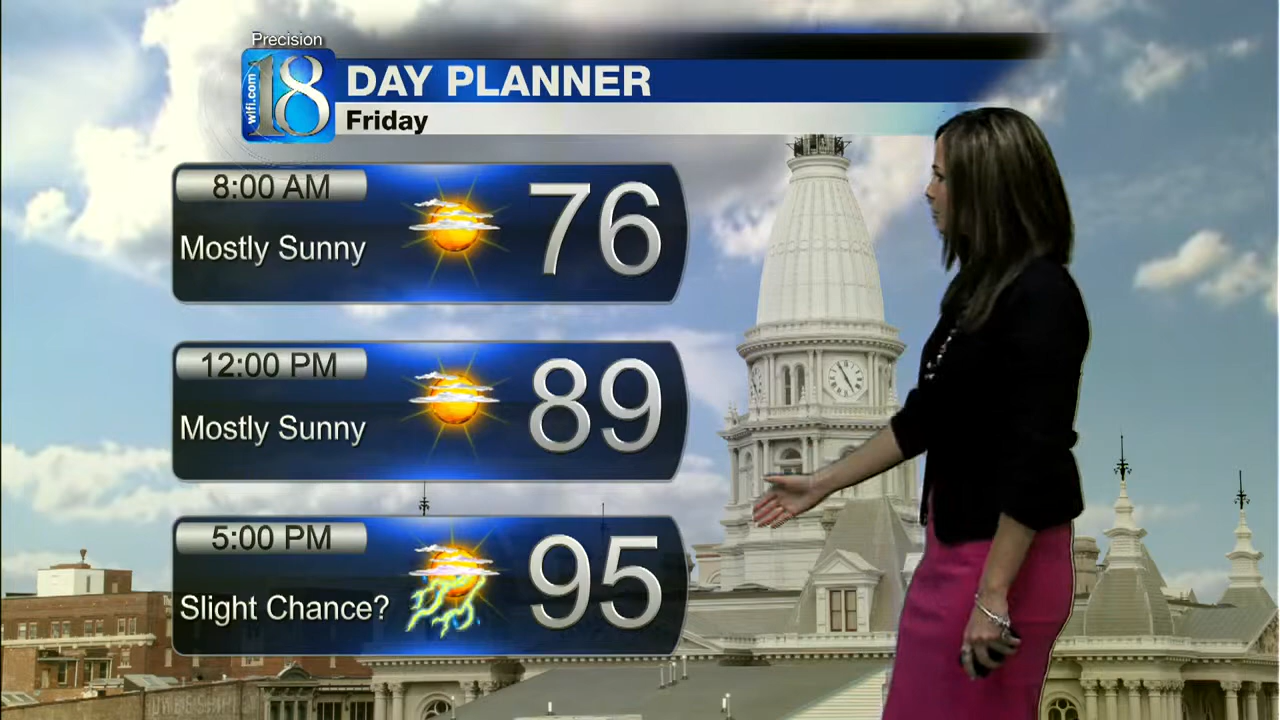 Precision
wlfi.com
18
DAY PLANNER
Friday
8:00 AM
Mostly Sunny
76
12:00 PM
Mostly Sunny
89
5:00 PM
Slight Chance?
95